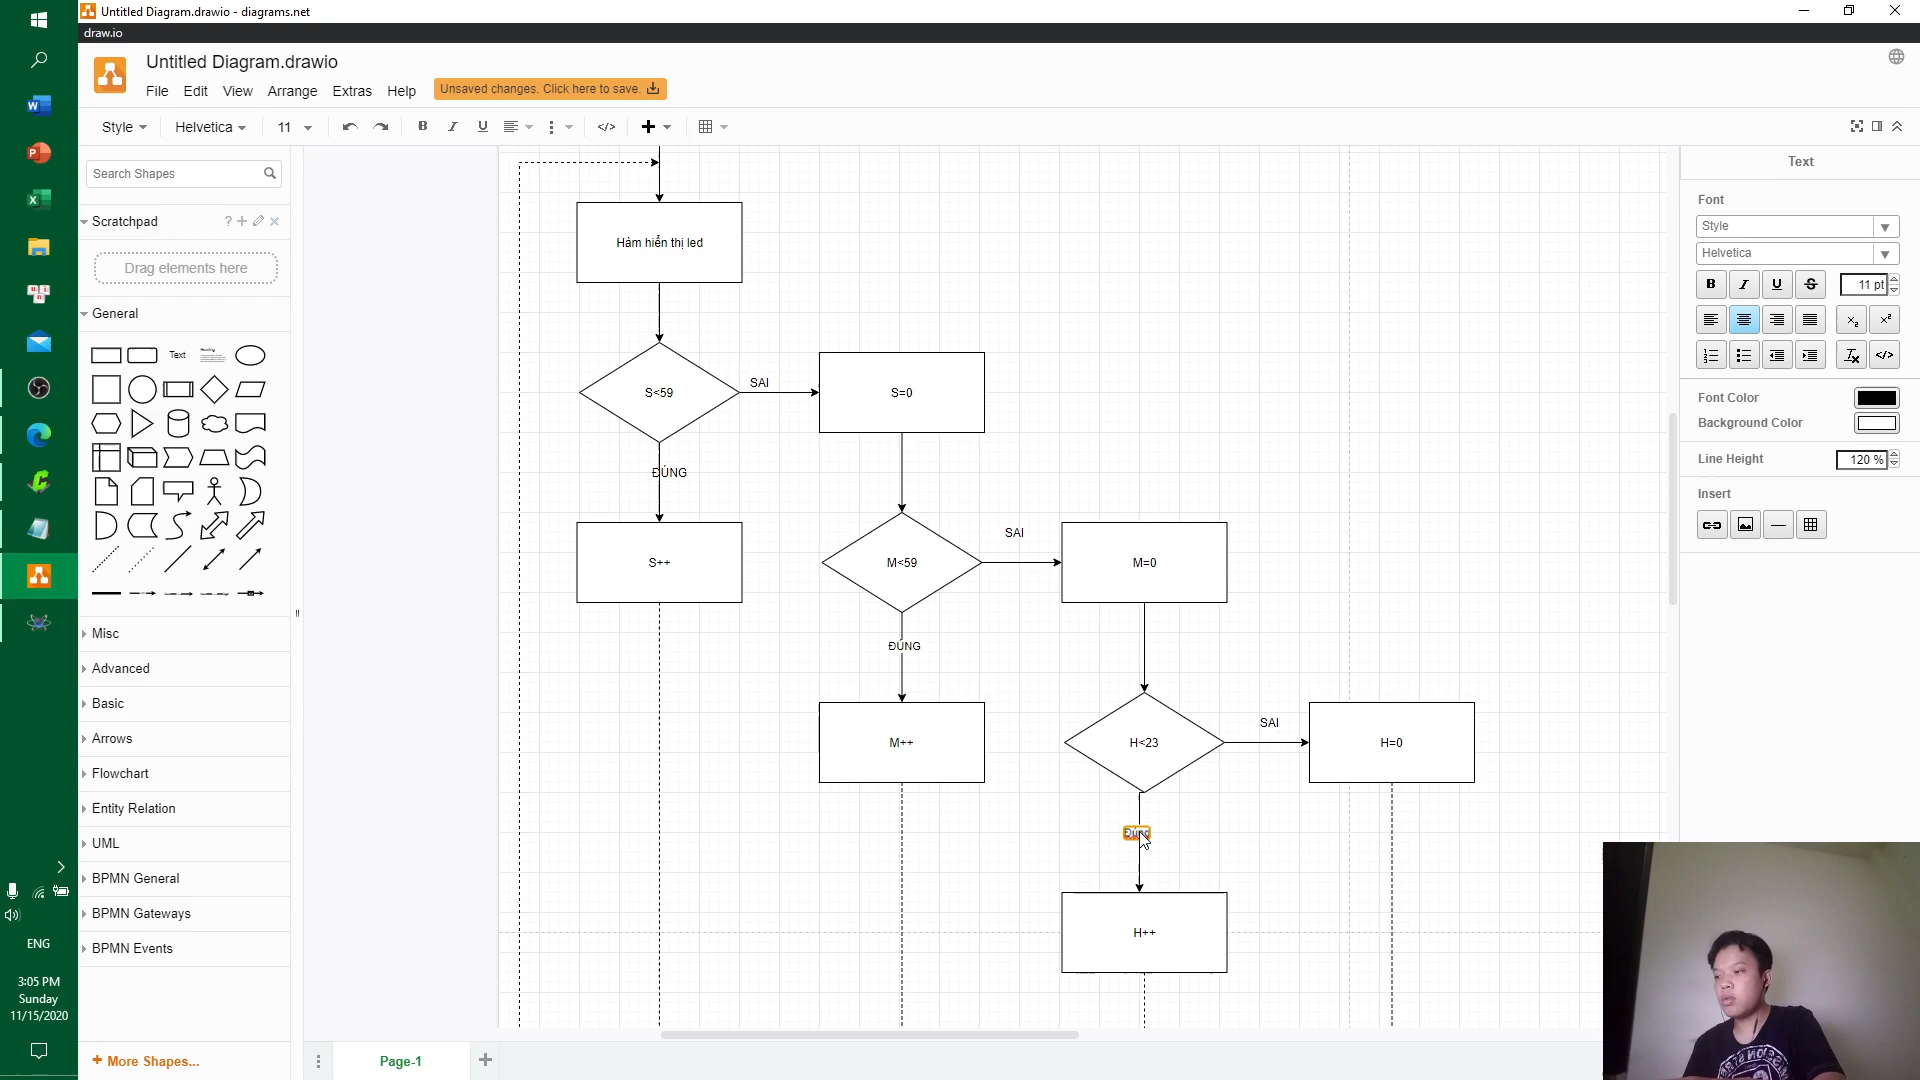 Untitled Diagram.drawio - diagrams.net
draw.io
Untitled Diagram.drawio
File Edit View Arrange Extras Help
Unsaved changes. Click here to save.
Style Helvetica 11 B I U
Search Shapes
Scratchpad
Drag elements here
General
Text
Misc
Advanced
Basic
Arrows
Flowchart
Entity Relation
UML
BPMN General
BPMN Gateways
BPMN Events
+ More Shapes...
Page-1
Hàm hiển thị led
S<59
SAI
S=0
ĐÚNG
S++
M<59
SAI
M=0
ĐÚNG
M++
H<23
SAI
H=0
Đúng
H++
Text
Font
Style
Helvetica
B I U S 11 pt
Font Color
Background Color
Line Height 120 %
Insert
ENG
3:05 PM
Sunday
11/15/2020